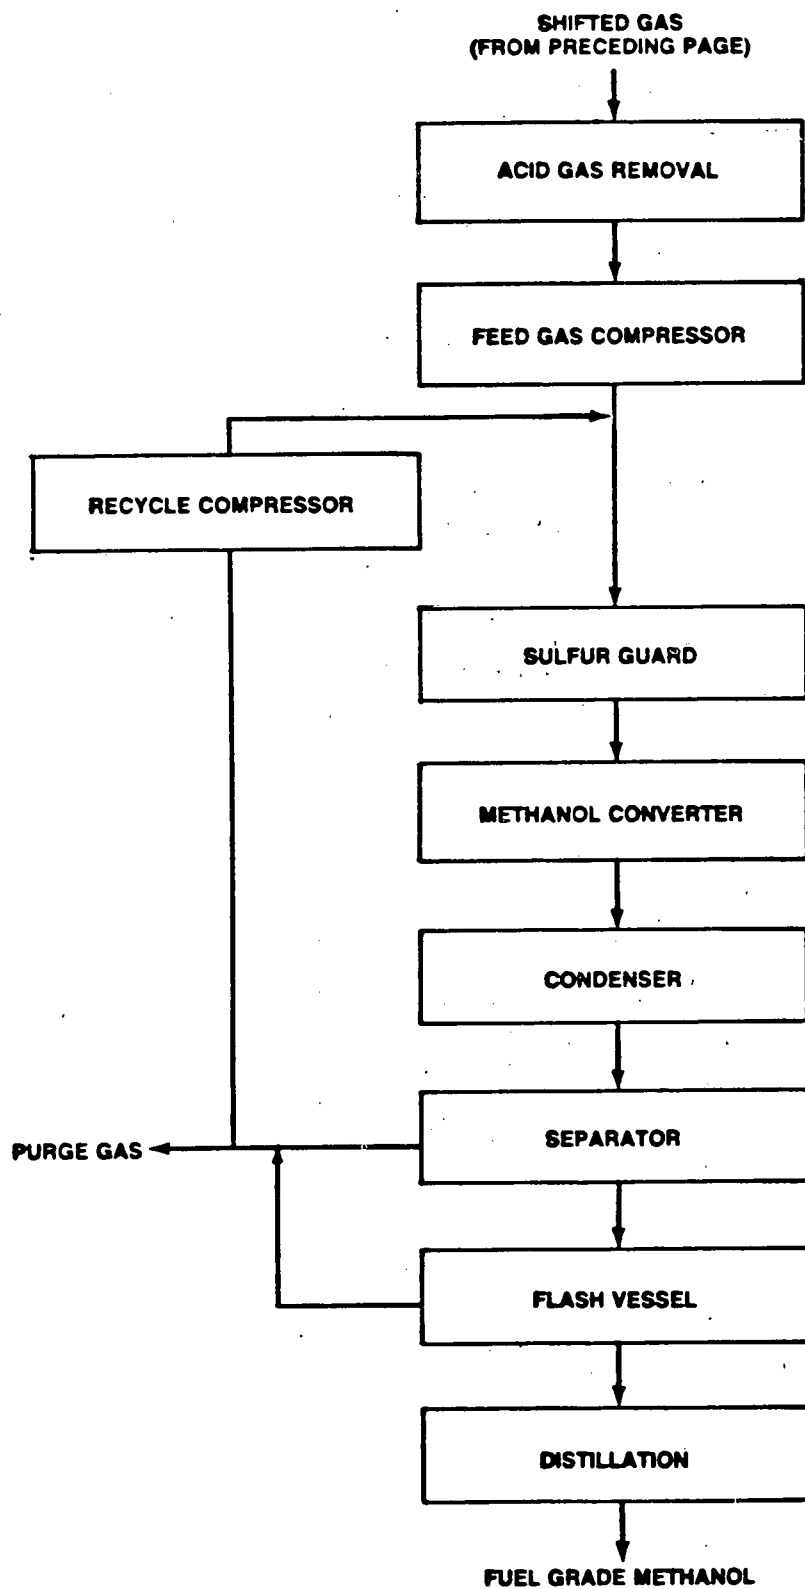 SHIFTED GAS
(FROM PRECEDING PAGE)
ACID GAS REMOVAL
FEED GAS COMPRESSOR
RECYCLE COMPRESSOR
SULFUR GUARD
METHANOL CONVERTER
CONDENSER
SEPARATOR
PURGE GAS
FLASH VESSEL
DISTILLATION
FUEL GRADE METHANOL